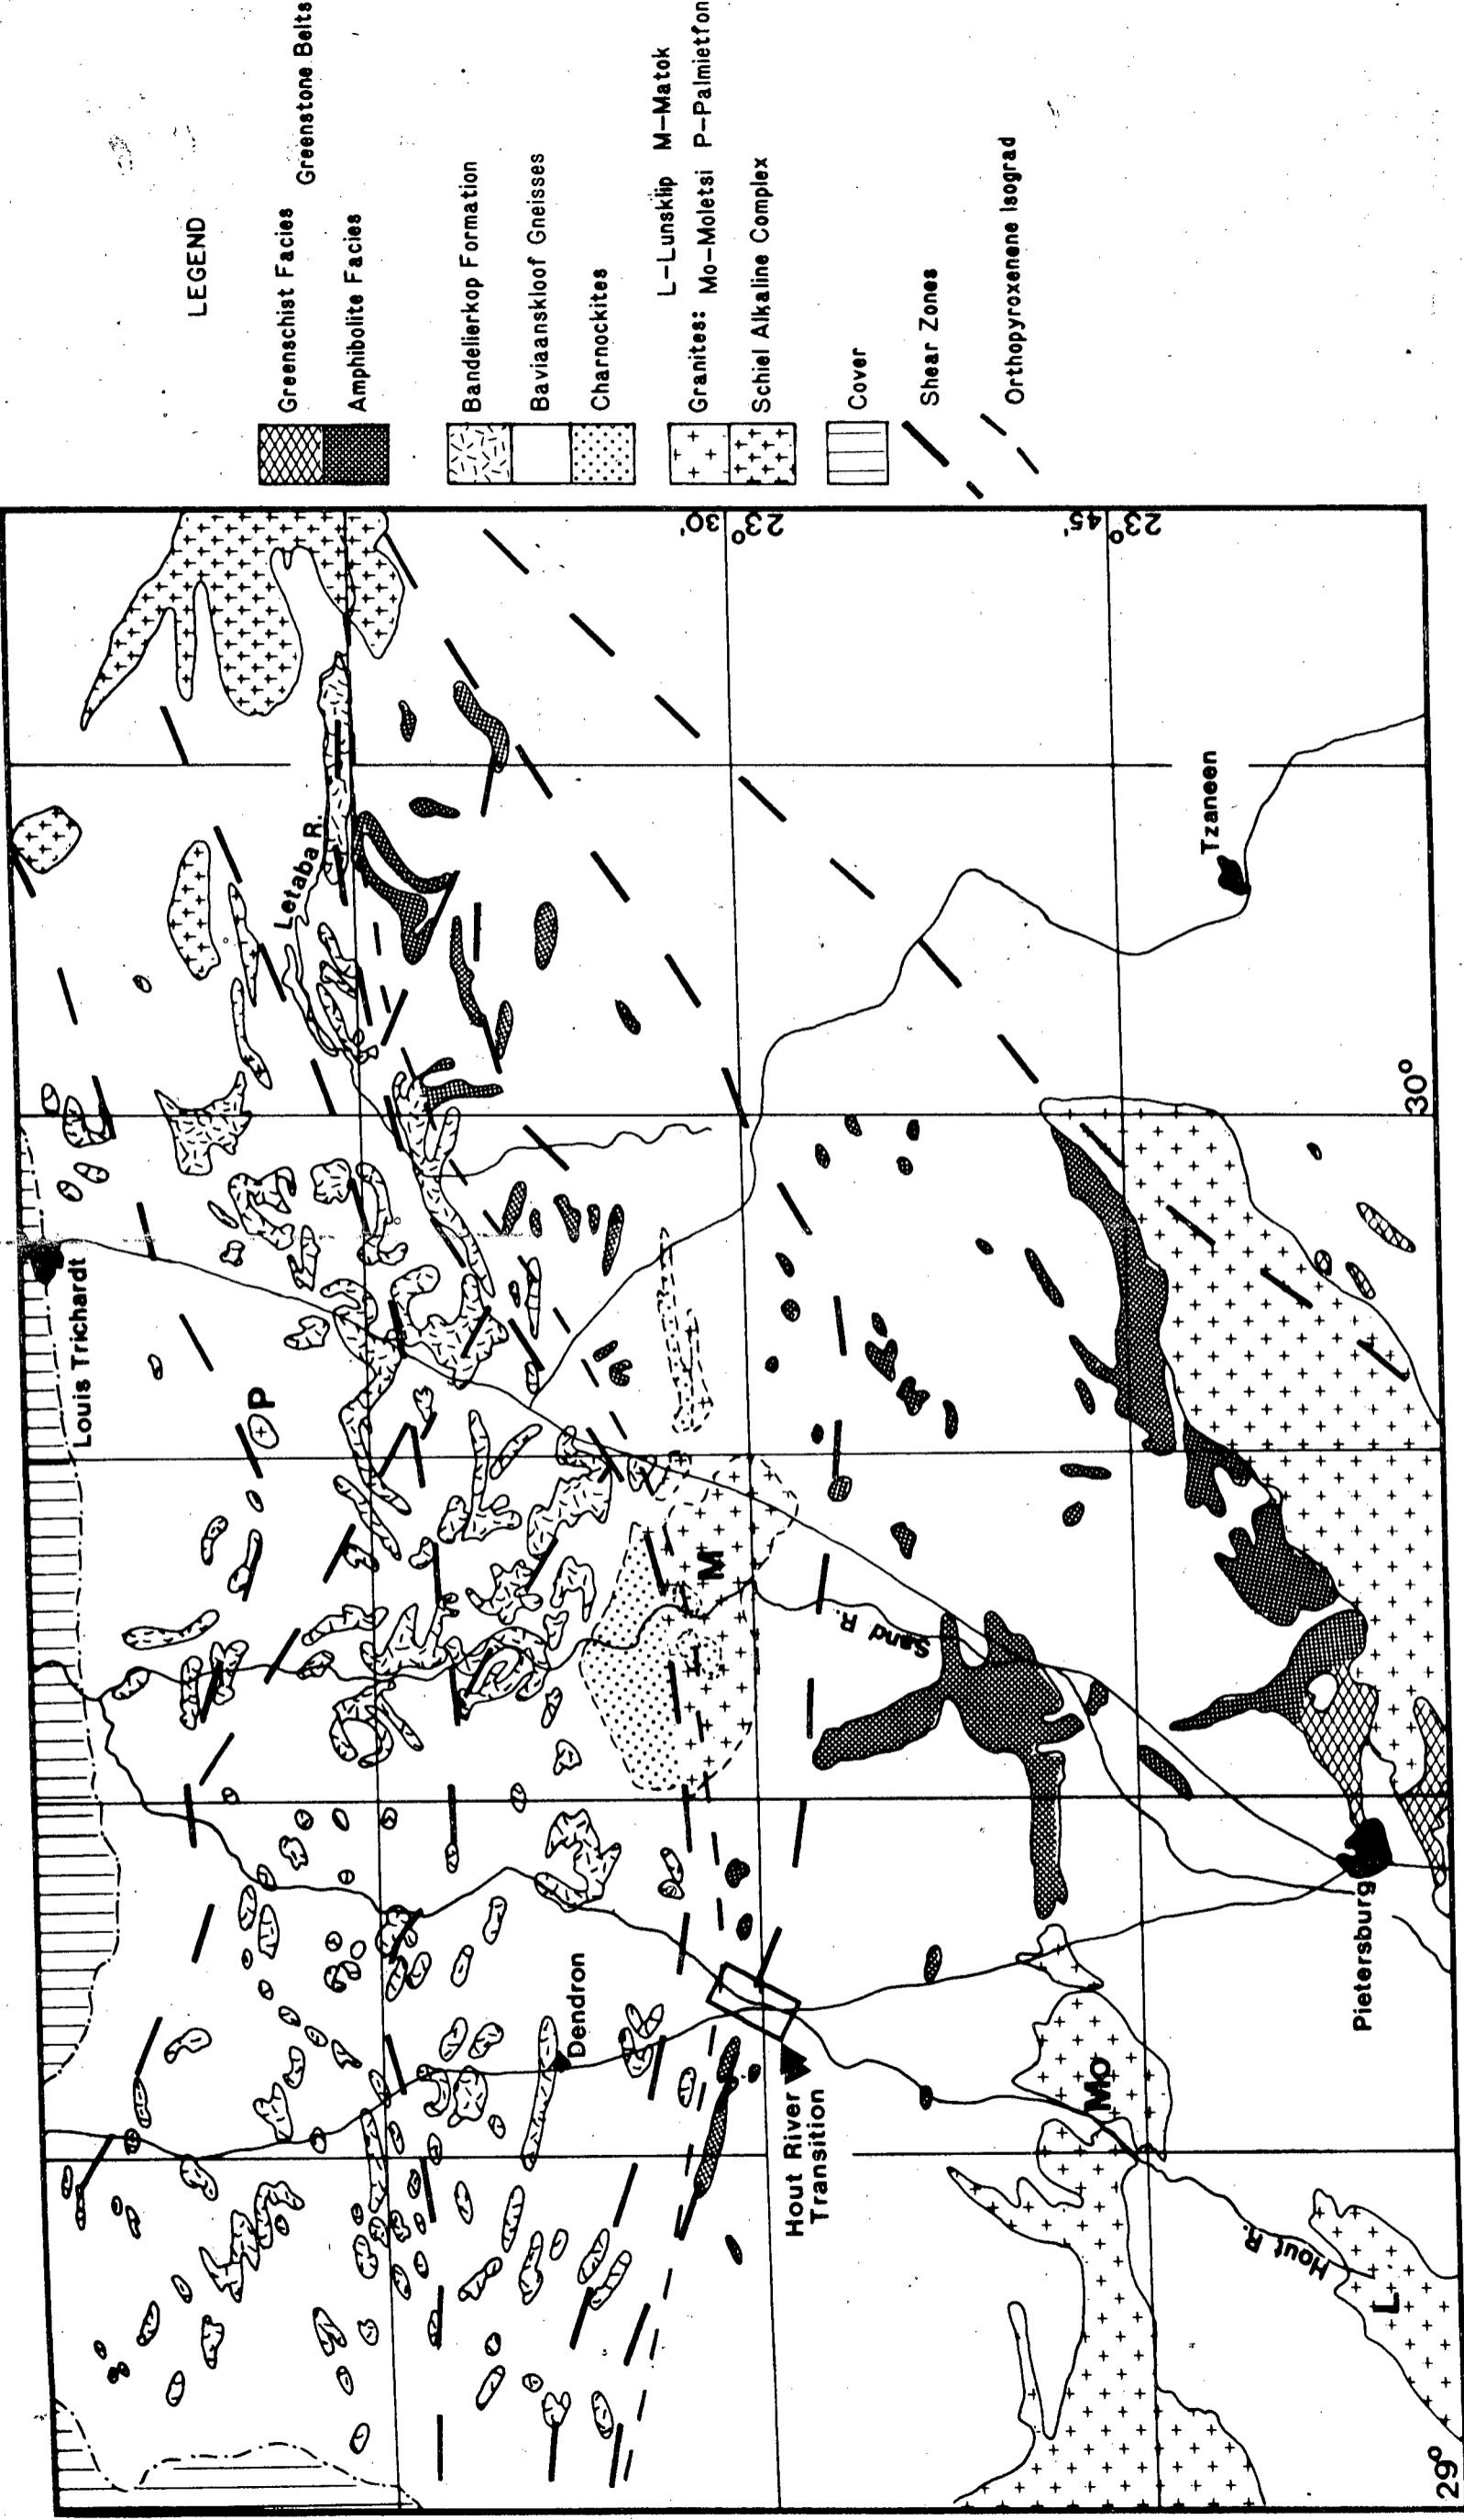 LEGEND
Greenschist Facies
Greenstone Belts
Amphibolite Facies
Bandelierkop Formation
Baviaanskloof Gneisses
Charnockites
L-Lunsklip M-Matok
Granites: Mo-Moletsi P-Palmietfon
Schiel Alkaline Complex
Cover
Shear Zones
Orthopyroxene Isograd
Louis Trichardt
P
Letaba R.
23° 30'
23° 45'
Tzaneen
30°
M
Sand R.
Dendron
Hout River
Transition
Pietersburg
Mo
Hout R.
L
29°